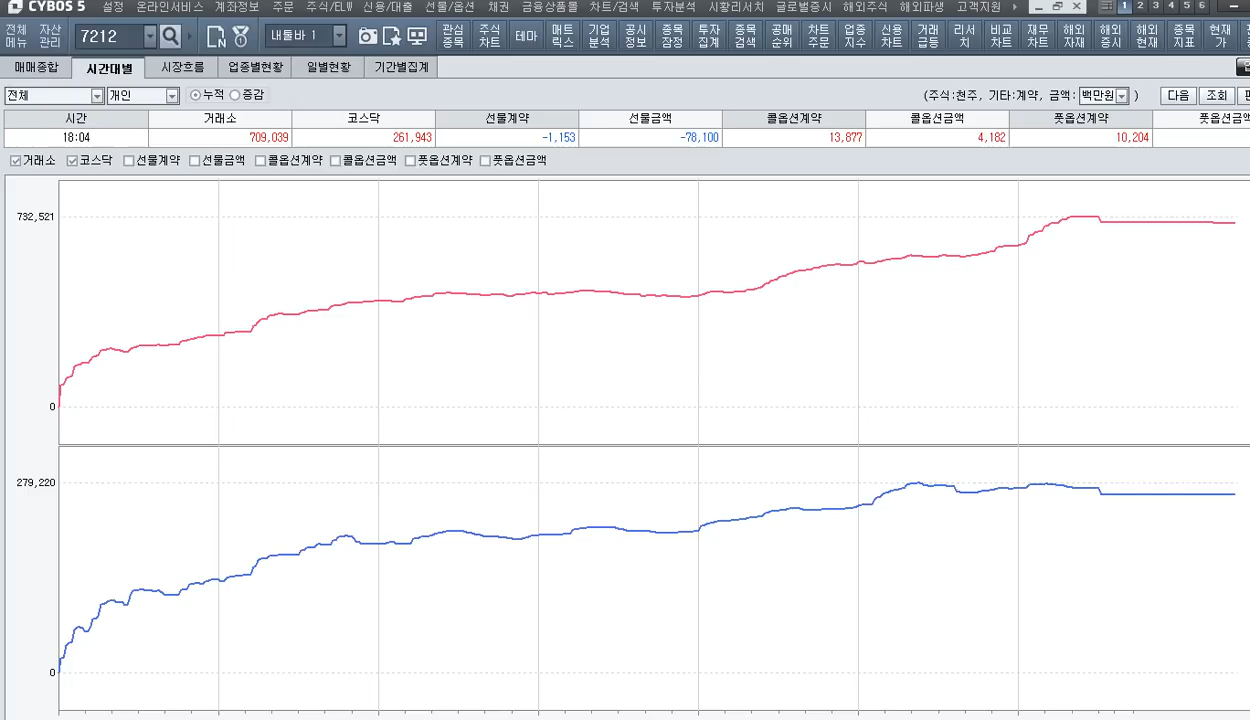 CYBOS 5 설정 온라인서비스 계좌정보 주문 주식/ELW 신용/대출 선물/옵션 채권 금융상품몰 차트/검색 투자분석 시황리서치 글로벌증시 해외주식 해외파생 고객지원 1 2 3 4 5 6
전체 메뉴 자산 관리 7212 내툴바 1 관심 종목 주식 차트 테마 매트 릭스 기업 분석 공시 정보 종목 잠정 투자 집계 종목 검색 공매 순위 차트 주문 업종 지수 신용 차트 거래 급등 리서 치 비교 차트 재무 차트 해외 자재 해외 증시 해외 현재 종목 지표 현재 가
매매종합 시간대별 시장흐름 업종별현황 일별현황 기간별집계
전체 개인 누적 증감 (주식:천주, 기타:계약, 금액: 백만원 ) 다음 조회
시간 거래소 코스닥 선물계약 선물금액 콜옵션계약 콜옵션금액 풋옵션계약 풋옵션금
18:04 709,039 261,943 -1,153 -78,100 13,877 4,182 10,204
거래소 코스닥 선물계약 선물금액 콜옵션계약 콜옵션금액 풋옵션계약 풋옵션금액
732,521
0
279,220
0